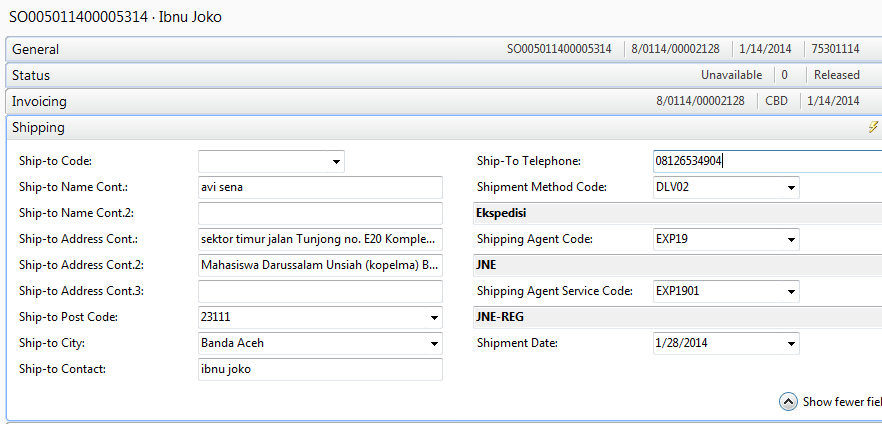 SO005011400005314 · Ibnu Joko
General SO005011400005314 8/0114/00002128 1/14/2014 75301114
Status Unavailable 0 Released
Invoicing 8/0114/00002128 CBD 1/14/2014
Shipping
Ship-to Code: Ship-To Telephone: 08126534904
Ship-to Name Cont.: avi sena Shipment Method Code: DLV02
Ship-to Name Cont.2: Ekspedisi
Ship-to Address Cont.: sektor timur jalan Tunjong no. E20 Komple... Shipping Agent Code: EXP19
Ship-to Address Cont.2: Mahasiswa Darussalam Unsiah (kopelma) B... JNE
Ship-to Address Cont.3: Shipping Agent Service Code: EXP1901
Ship-to Post Code: 23111 JNE-REG
Ship-to City: Banda Aceh Shipment Date: 1/28/2014
Ship-to Contact: ibnu joko
Show fewer fiel